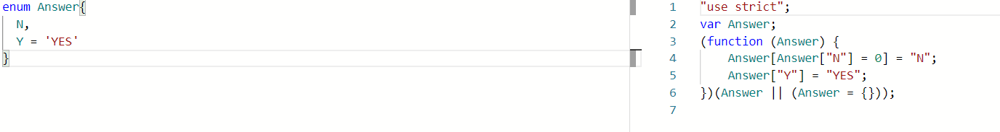 enum Answer{
  N,
  Y = 'YES'
}
1 "use strict";
2 var Answer;
3 (function (Answer) {
4     Answer[Answer["N"] = 0] = "N";
5     Answer["Y"] = "YES";
6 })(Answer || (Answer = {}));
7